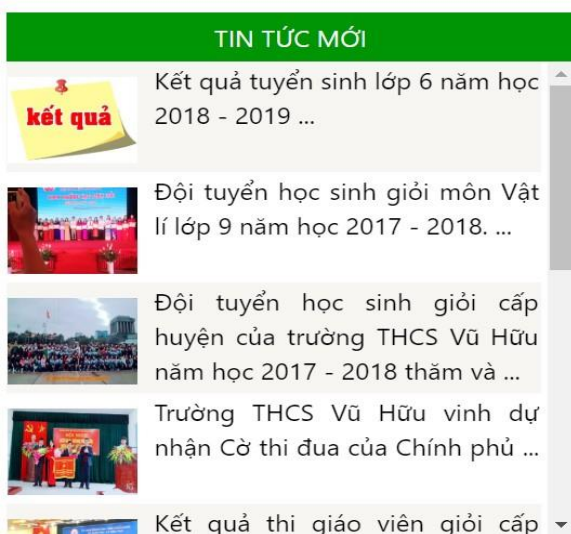 TIN TỨC MỚI
kết quả
Kết quả tuyển sinh lớp 6 năm học
2018 - 2019 ...
Đội tuyển học sinh giỏi môn Vật
lí lớp 9 năm học 2017 - 2018. ...
Đội tuyển học sinh giỏi cấp
huyện của trường THCS Vũ Hữu
năm học 2017 - 2018 thăm và ...
Trường THCS Vũ Hữu vinh dự
nhận Cờ thi đua của Chính phủ ...
Kết quả thi giáo viên giỏi cấp